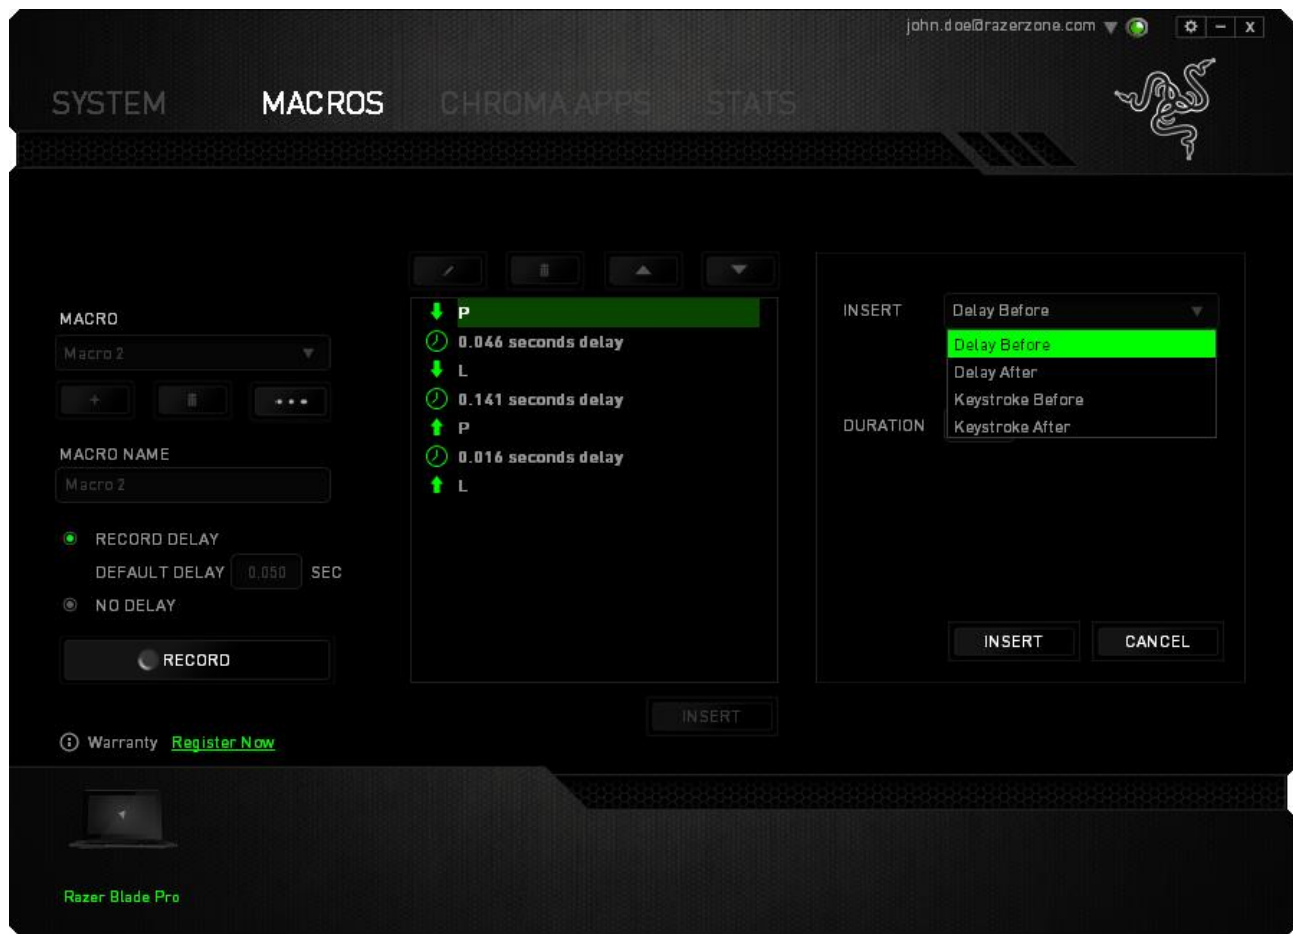 john.doe@razerzone.com
X
SYSTEM MACROS CHROMA APPS STATS
MACRO
Macro 2
MACRO NAME
Macro 2
RECORD DELAY
DEFAULT DELAY 0.050 SEC
NO DELAY
RECORD
Warranty Register Now
P
0.046 seconds delay
L
0.141 seconds delay
P
0.016 seconds delay
L
INSERT
INSERT Delay Before
Delay Before
Delay After
Keystroke Before
Keystroke After
DURATION
INSERT CANCEL
Razer Blade Pro